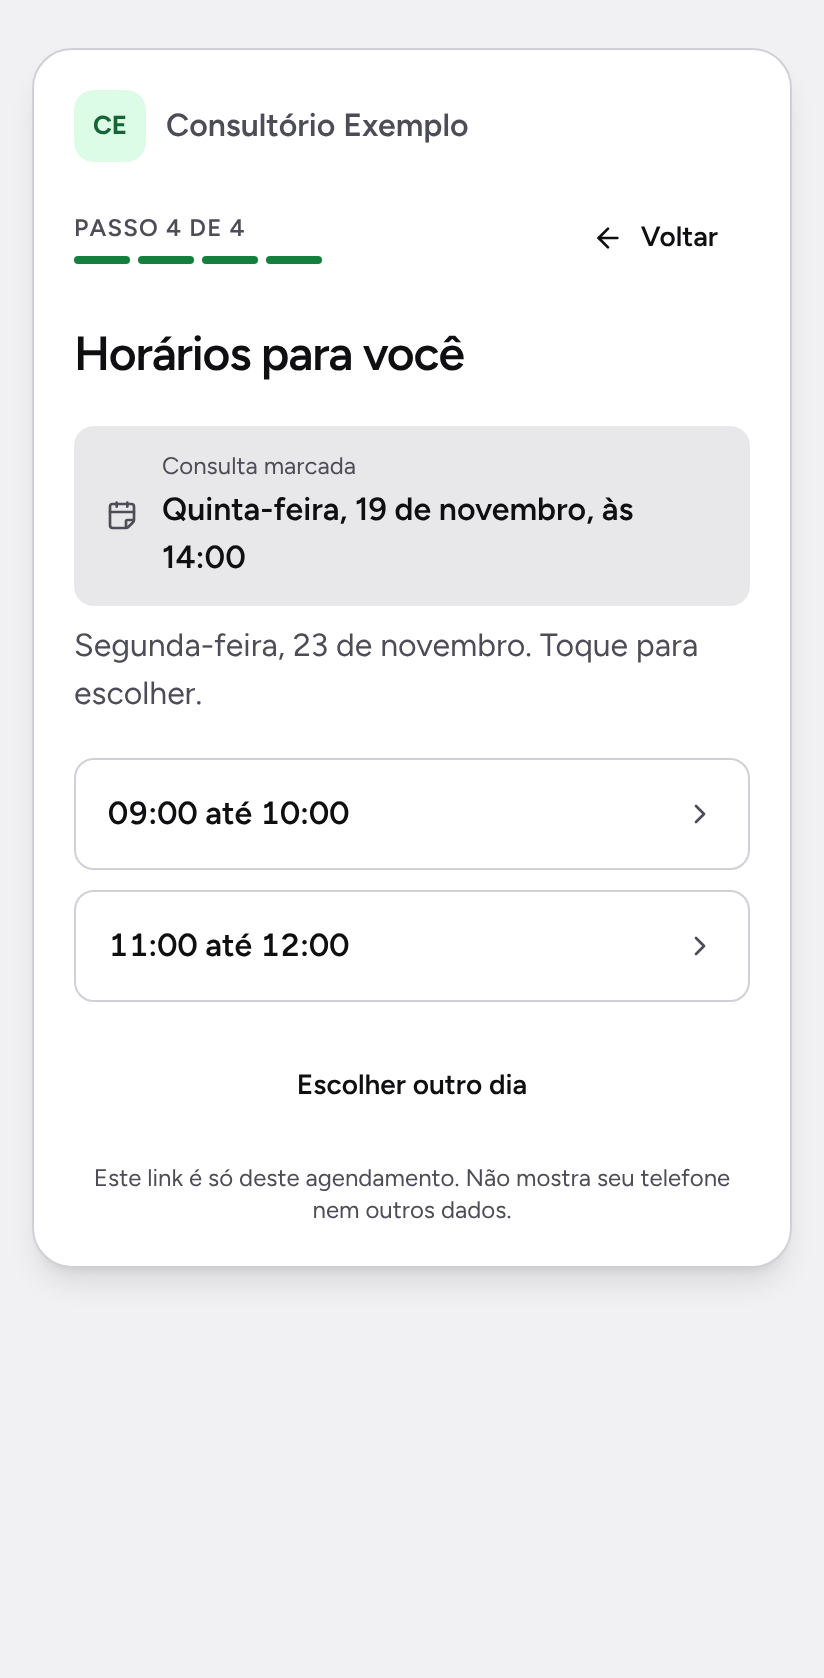 CE
Consultório Exemplo
PASSO 4 DE 4
Voltar
Horários para você
Consulta marcada
Quinta-feira, 19 de novembro, às
14:00
Segunda-feira, 23 de novembro. Toque para
escolher.
09:00 até 10:00
11:00 até 12:00
Escolher outro dia
Este link é só deste agendamento. Não mostra seu telefone
nem outros dados.